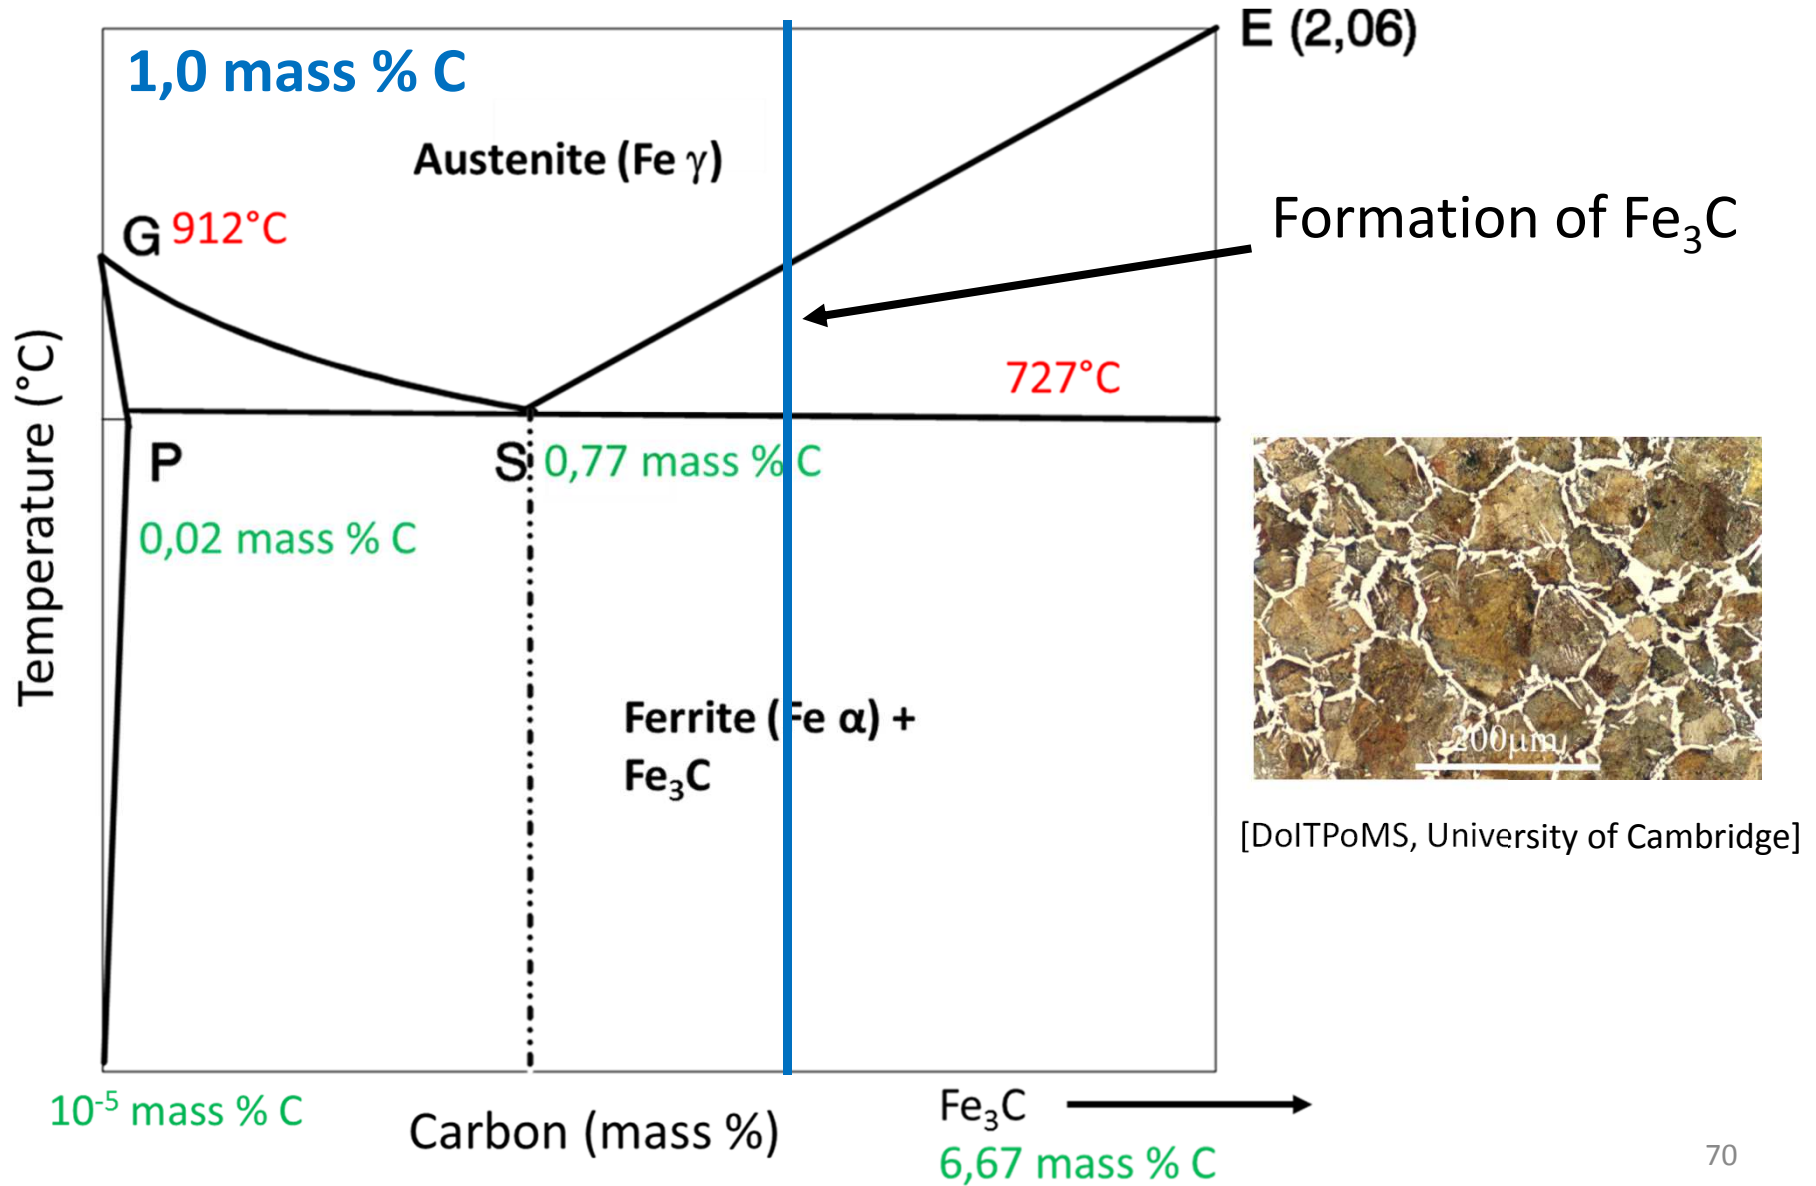 E (2,06)
1,0 mass % C
Austenite (Fe γ)
Formation of Fe₃C
G 912°C
727°C
Temperature (°C)
P
S 0,77 mass % C
0,02 mass % C
Ferrite (Fe α) +
Fe₃C
200μm
[DoITPoMS, University of Cambridge]
10⁻⁵ mass % C
Carbon (mass %)
Fe₃C
6,67 mass % C
70